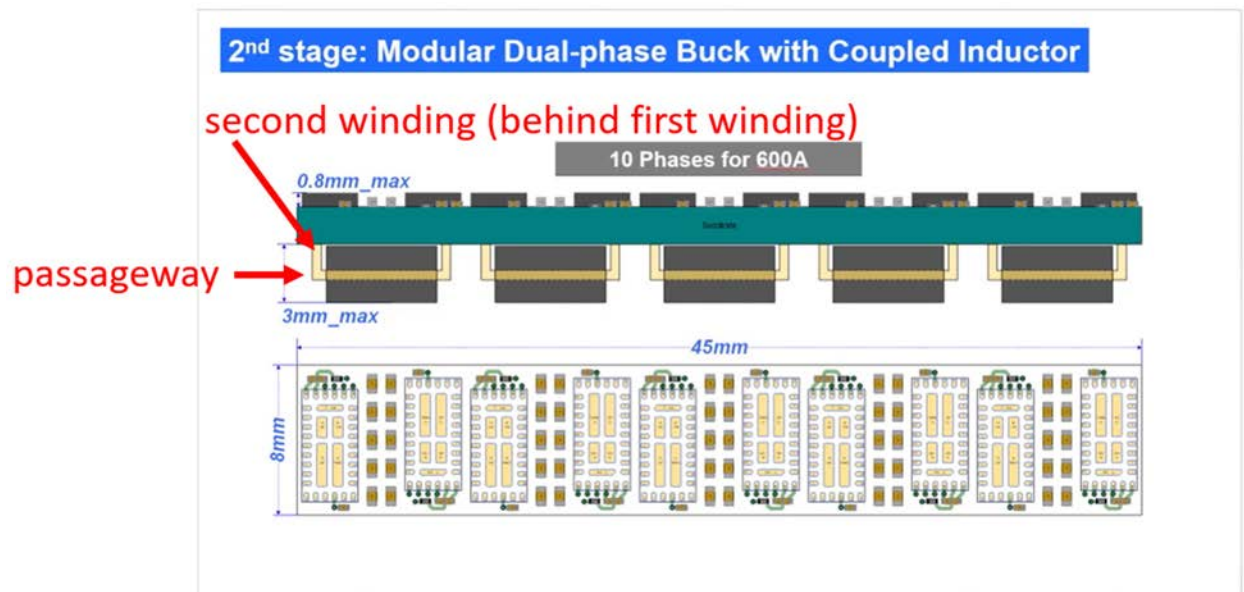 2nd stage: Modular Dual-phase Buck with Coupled Inductor
second winding (behind first winding)
10 Phases for 600A
0.8mm_max
Substrate
passageway
3mm_max
45mm
8mm